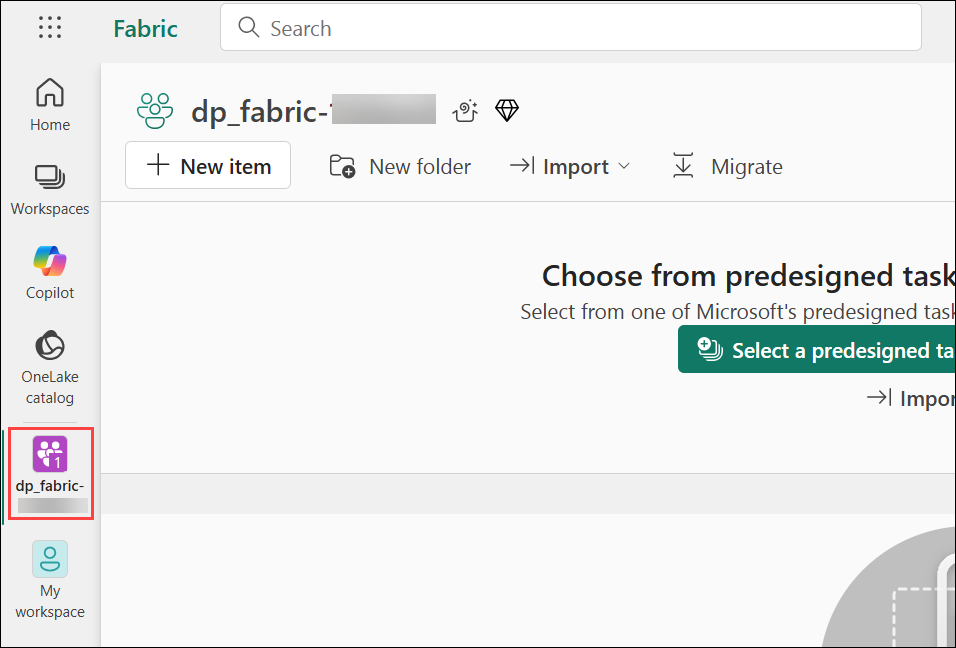 Fabric
Search
Home
Workspaces
Copilot
OneLake
catalog
1
dp_fabric-
My
workspace
dp_fabric-
New item
New folder
Import
Migrate
Choose from predesigned task
Select from one of Microsoft's predesigned task
Select a predesigned ta
Impor